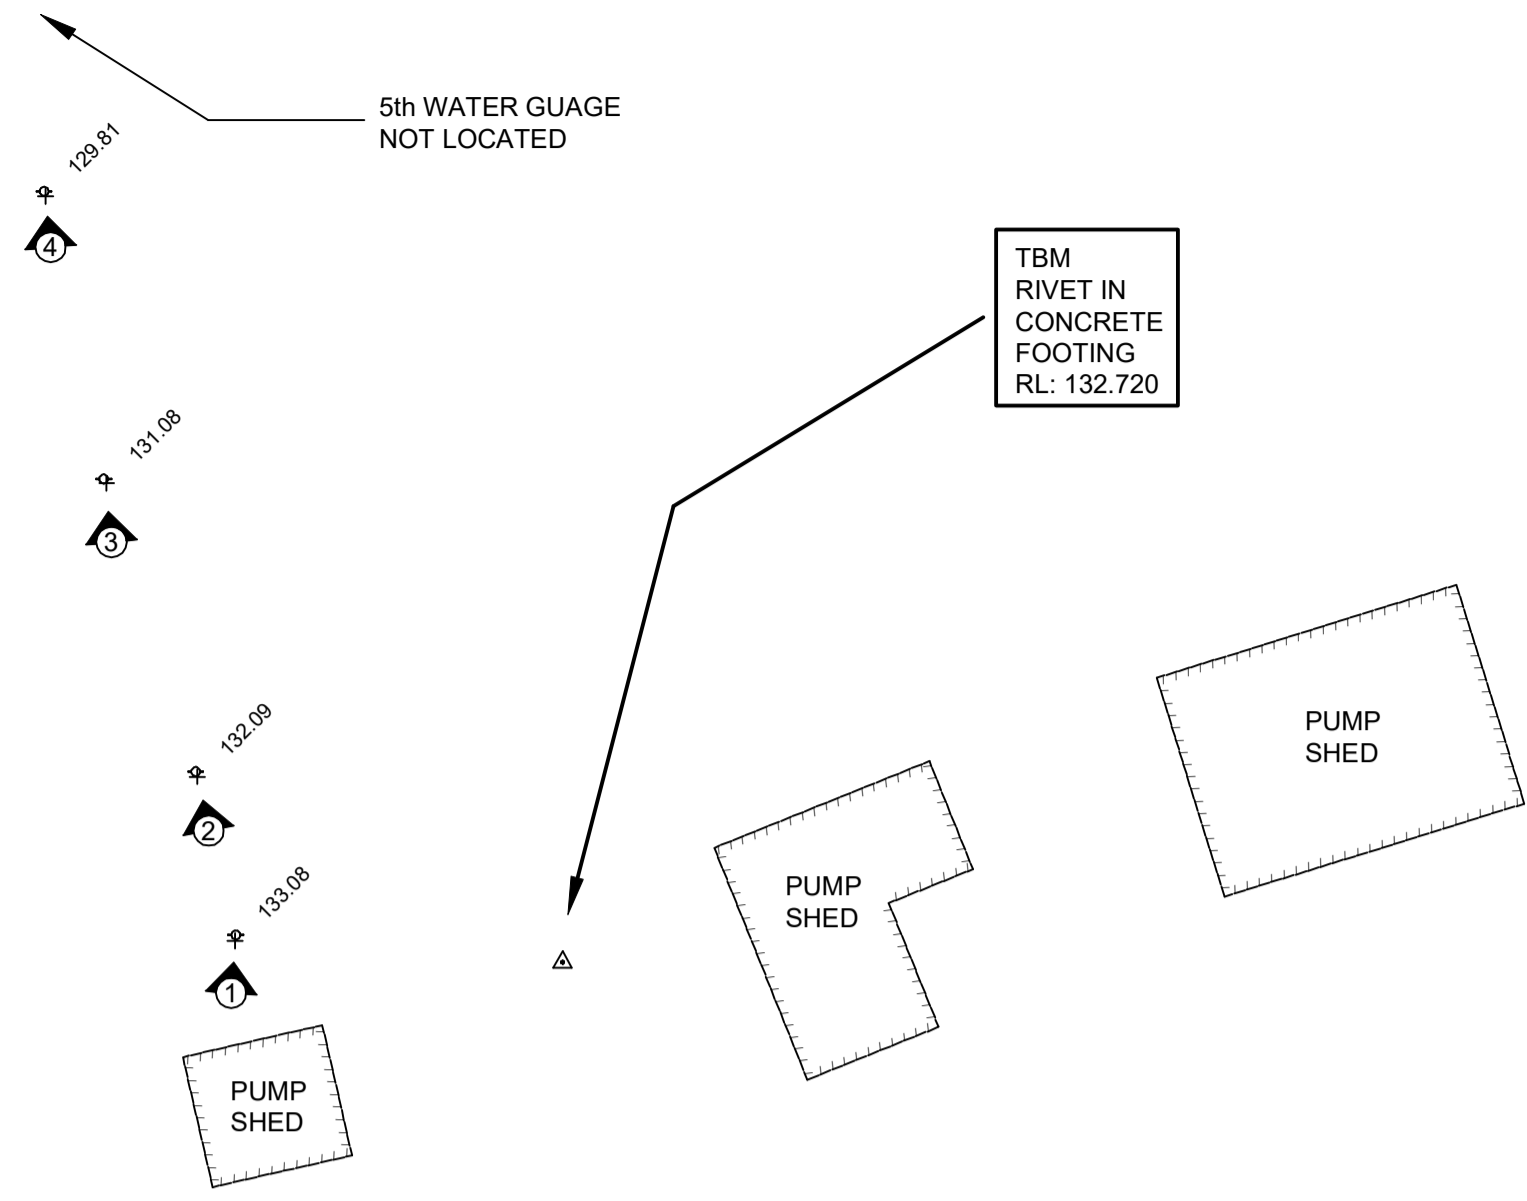 5th WATER GUAGE
NOT LOCATED
129.81
4
TBM
RIVET IN
CONCRETE
FOOTING
RL: 132.720
131.08
3
132.09
2
133.08
1
PUMP
SHED
PUMP
SHED
PUMP
SHED